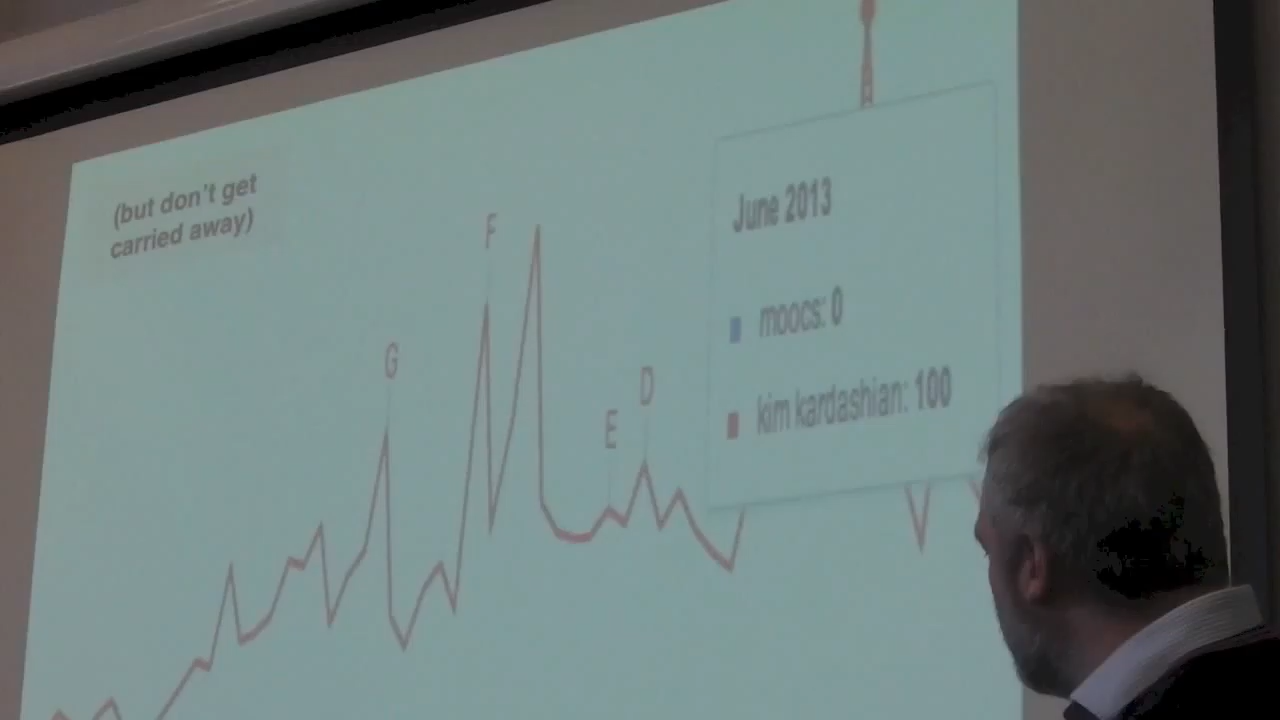 (but don't get
carried away)
F
G
E
D
June 2013
moocs: 0
kim kardashian: 100